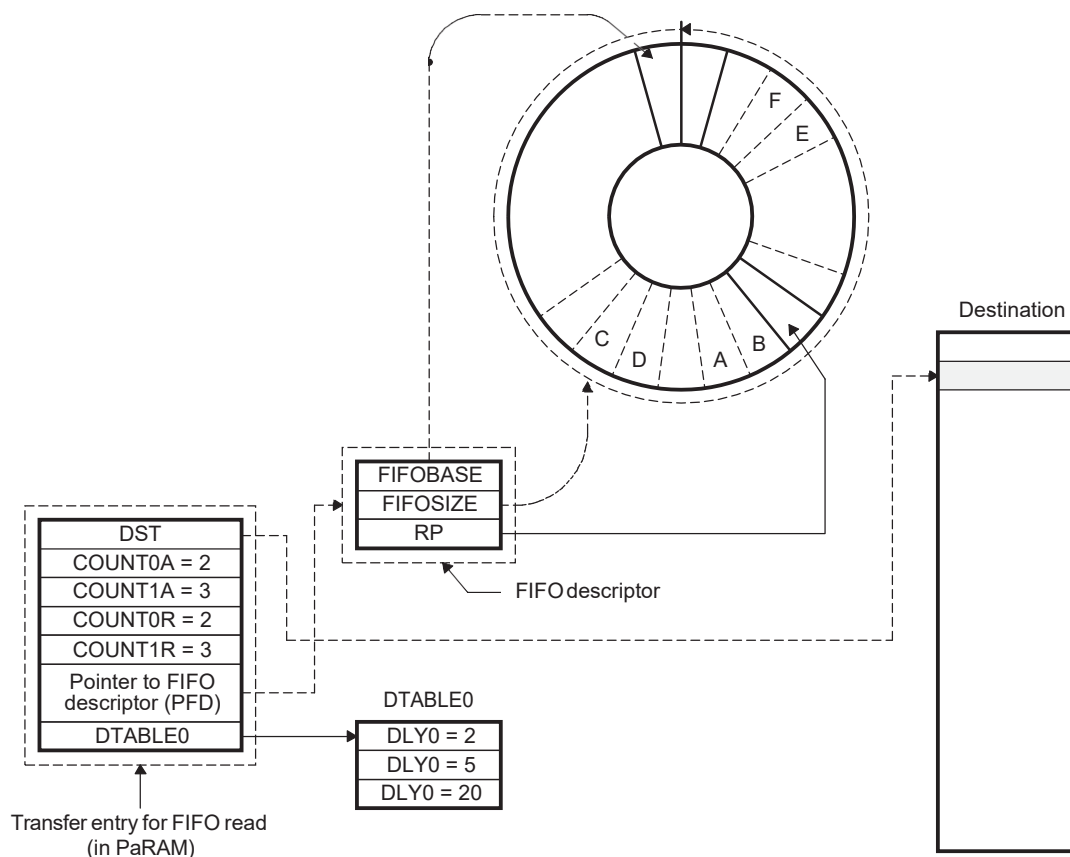 F
E
C
D
A
B
Destination
FIFOBASE
FIFOSIZE
RP
FIFO descriptor
DST
COUNT0A = 2
COUNT1A = 3
COUNT0R = 2
COUNT1R = 3
Pointer to FIFO
descriptor (PFD)
DTABLE0
DTABLE0
DLY0 = 2
DLY0 = 5
DLY0 = 20
Transfer entry for FIFO read
(in PaRAM)